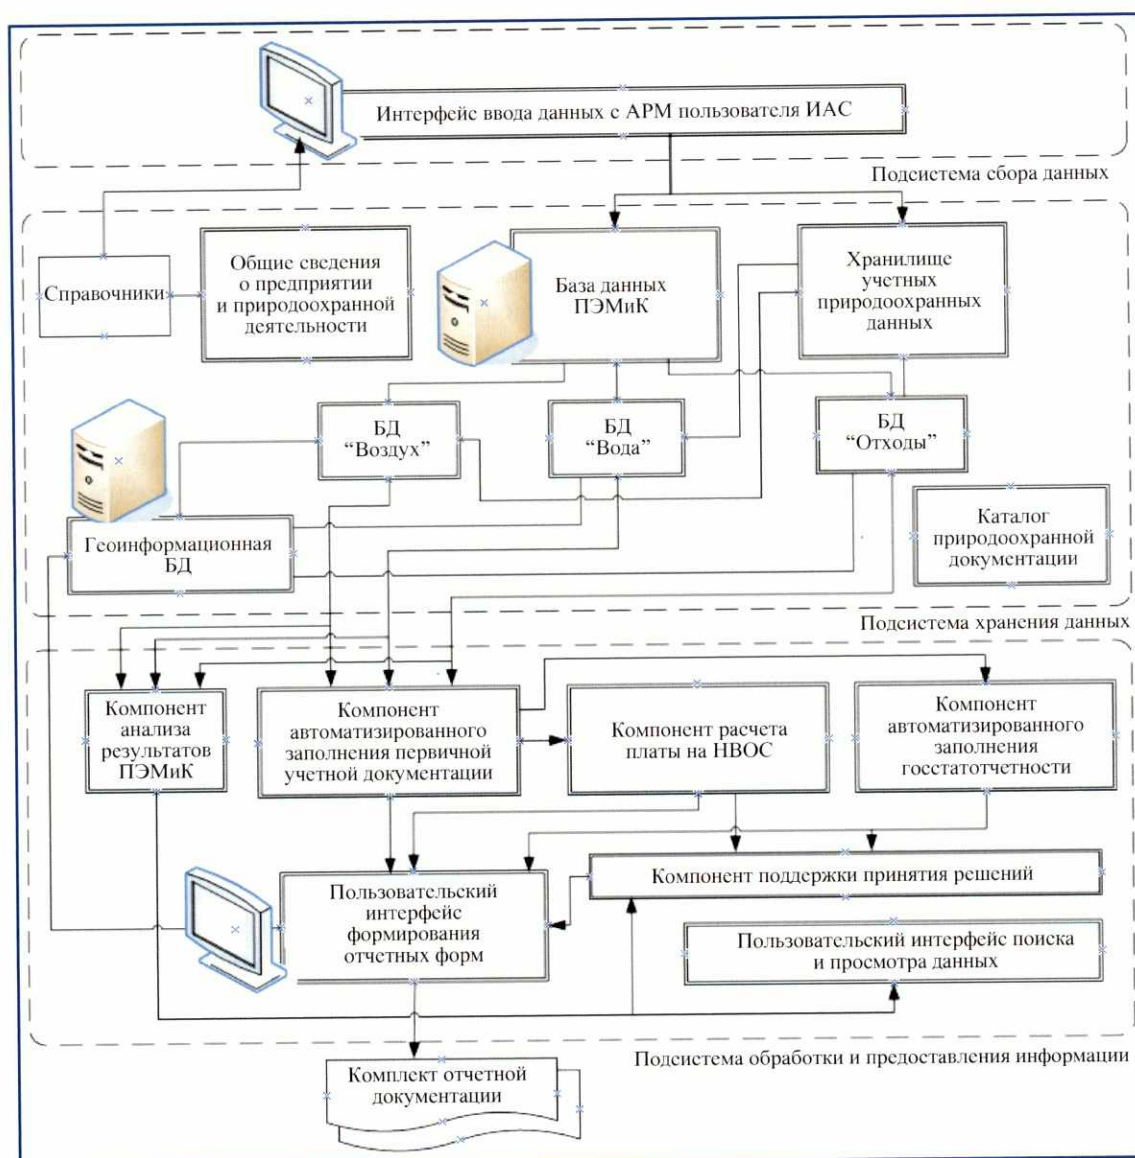 Интерфейс ввода данных с АРМ пользователя ИАС
Подсистема сбора данных
Справочники
Общие сведения
о предприятии
и природоохранной
деятельности
База данных
ПЭМиК
Хранилище
учетных
природоохранных
данных
БД
“Воздух”
БД
“Вода”
БД
“Отходы”
Геоинформационная
БД
Каталог
природоохранной
документации
Подсистема хранения данных
Компонент
анализа
результатов
ПЭМиК
Компонент
автоматизированного
заполнения первичной
учетной документации
Компонент расчета
платы на НВОС
Компонент
автоматизированного
заполнения
госстатотчетности
Компонент поддержки принятия решений
Пользовательский
интерфейс
формирования
отчетных форм
Пользовательский интерфейс поиска
и просмотра данных
Подсистема обработки и предоставления информации
Комплект отчетной
документации